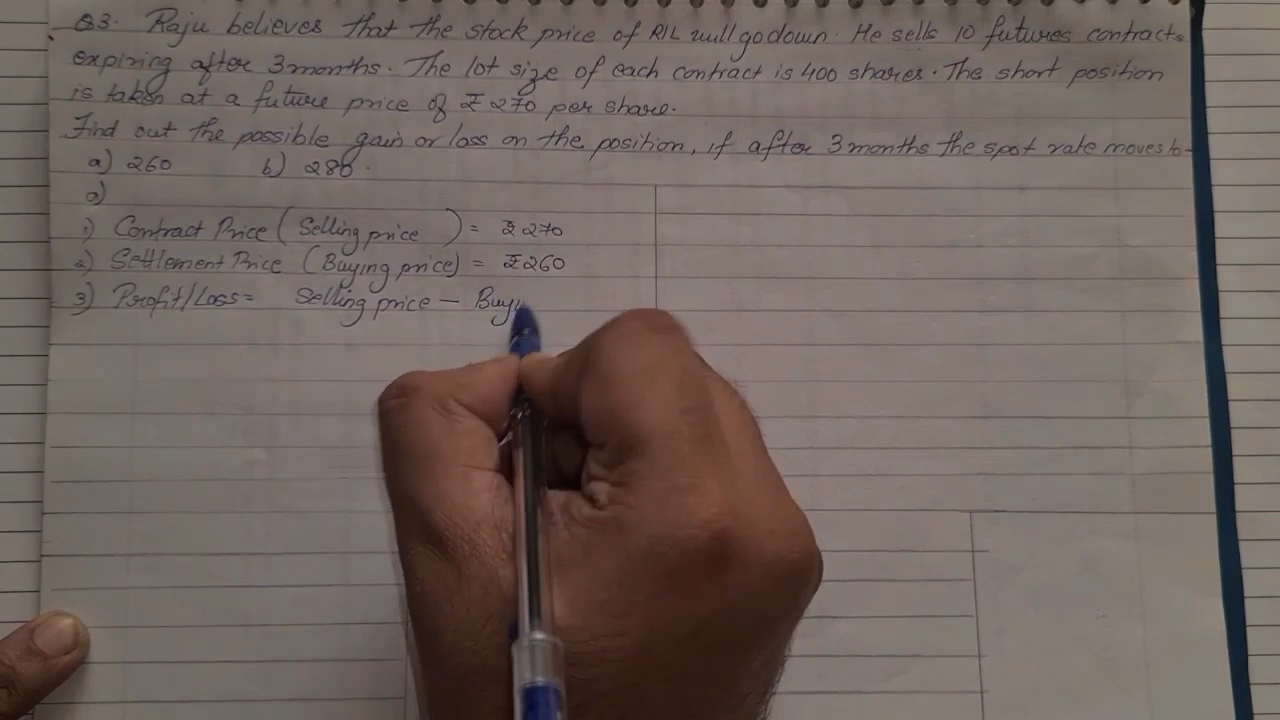 Q3. Raju believes that the stock price of RIL will go down. He sells 10 futures contracts
expiring after 3 months. The lot size of each contract is 400 shares. The short position
is taken at a future price of ₹270 per share.
Find out the possible gain or loss on the position, if after 3 months the spot rate moves to-
a) 260 b) 280.
a)
1) Contract Price (Selling price ) = ₹270
2) Settlement Price (Buying price) = ₹260
3) Profit/Loss = Selling price – Buy